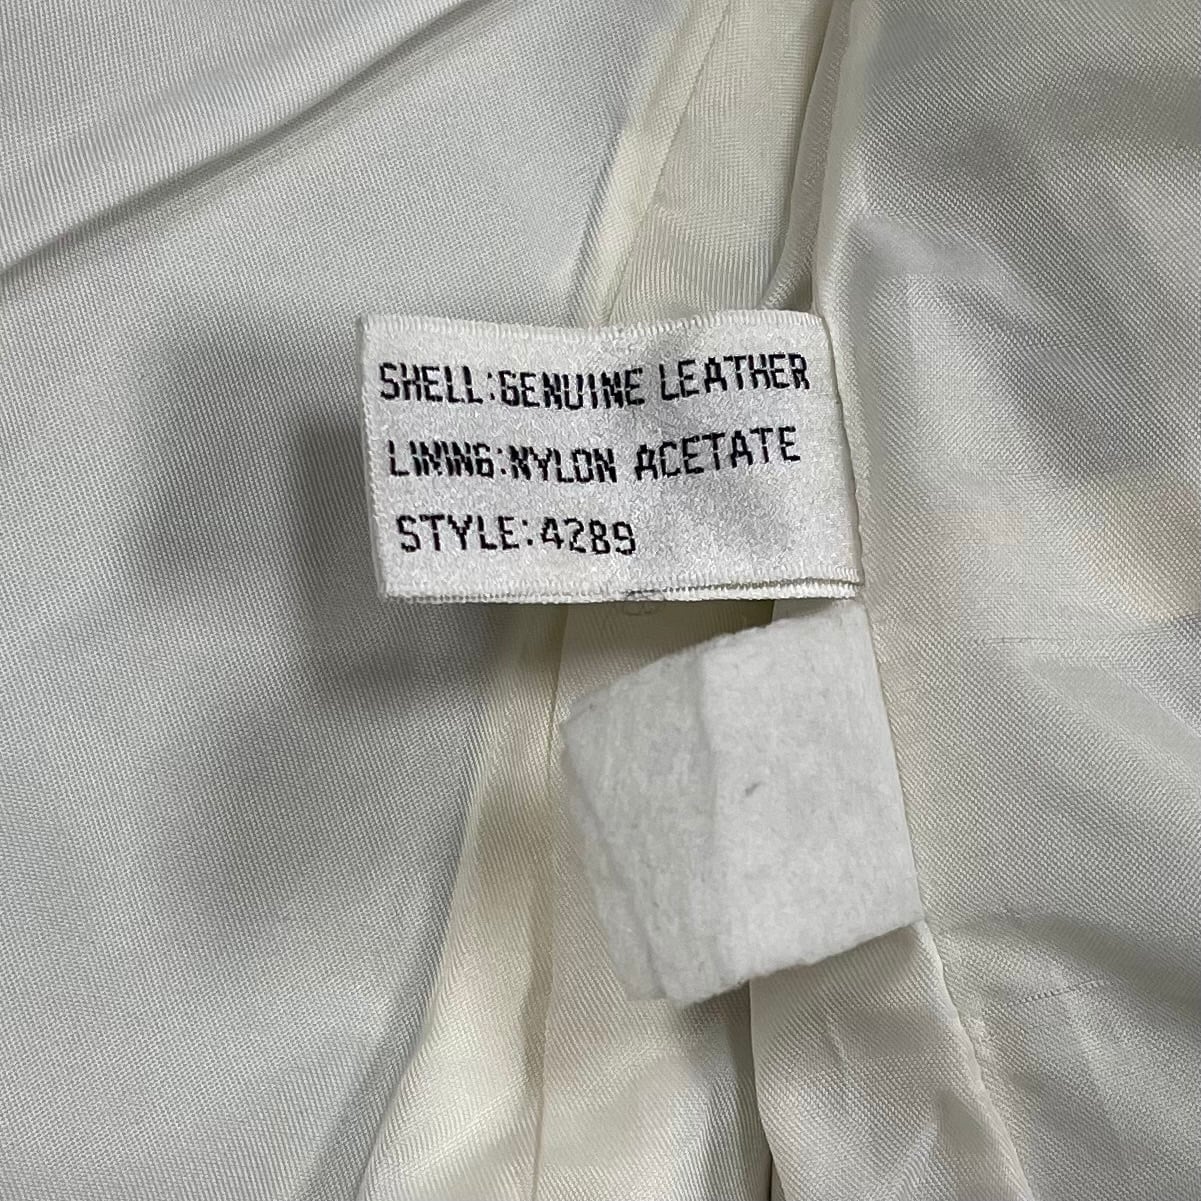 SHELL:GENUINE LEATHER
LINING:NYLON ACETATE
STYLE:4289